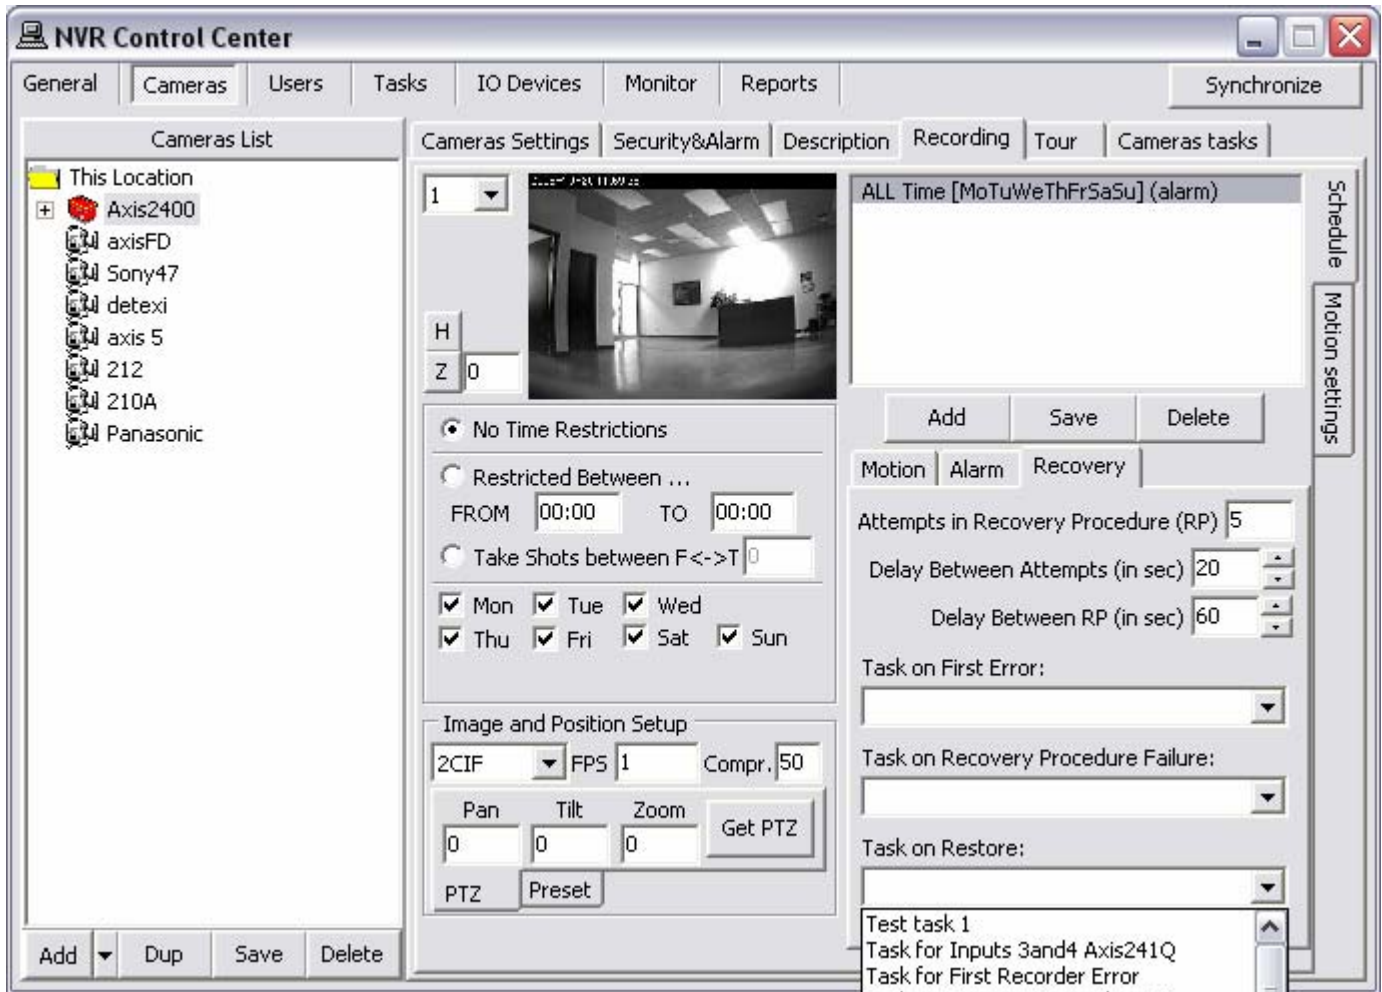 NVR Control Center
General Cameras Users Tasks IO Devices Monitor Reports Synchronize
Cameras List
This Location
Axis2400
axisFD
Sony47
detexi
axis 5
212
210A
Panasonic
Add Dup Save Delete
Cameras Settings Security&Alarm Description Recording Tour Cameras tasks
1
H
Z 0
No Time Restrictions
Restricted Between ...
FROM 00:00 TO 00:00
Take Shots between F<->T 0
Mon Tue Wed
Thu Fri Sat Sun
Image and Position Setup
2CIF FPS 1 Compr. 50
Pan Tilt Zoom
0 0 0 Get PTZ
PTZ Preset
ALL Time [MoTuWeThFrSaSu] (alarm)
Add Save Delete
Motion Alarm Recovery
Attempts in Recovery Procedure (RP) 5
Delay Between Attempts (in sec) 20
Delay Between RP (in sec) 60
Task on First Error:
Task on Recovery Procedure Failure:
Task on Restore:
Test task 1
Task for Inputs 3and4 Axis241Q
Task for First Recorder Error
Schedule
Motion settings